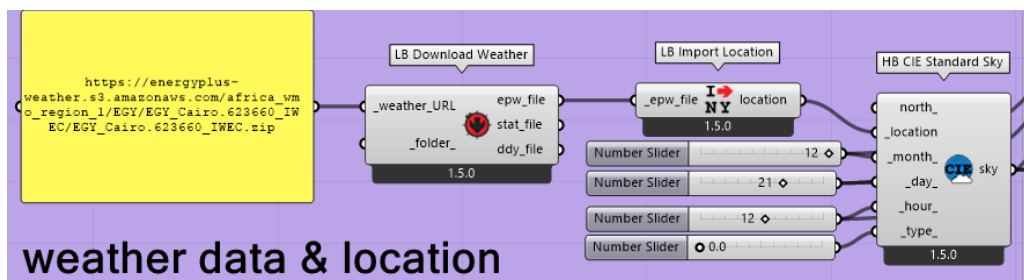 https://energyplus-
weather.s3.amazonaws.com/africa_wm
o_region_1/EGY/EGY_Cairo.623660_IW
EC/EGY_Cairo.623660_IWEC.zip
LB Download Weather
_weather_URL
_folder_
epw_file
stat_file
ddy_file
1.5.0
LB Import Location
_epw_file
I
N Y
location
1.5.0
Number Slider
12
Number Slider
21
Number Slider
12
Number Slider
0.0
HB CIE Standard Sky
north_
_location
_month_
_day_
_hour_
_type_
CIE
sky
1.5.0
weather data & location